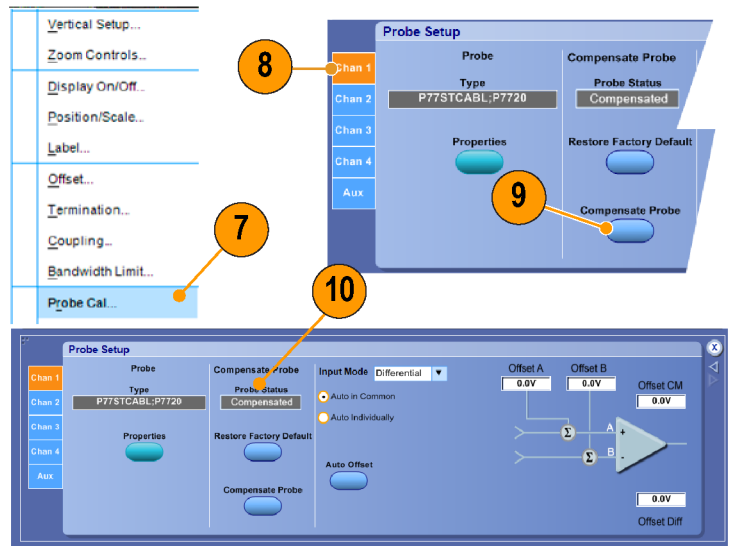 Vertical Setup...
Zoom Controls...
Display On/Off...
Position/Scale...
Label...
Offset...
Termination...
Coupling...
Bandwidth Limit...
Probe Cal...
7
8
Probe Setup
Chan 1
Chan 2
Chan 3
Chan 4
Aux
Probe
Type
P77STCABL;P7720
Properties
Compensate Probe
Probe Status
Compensated
Restore Factory Default
9
Compensate Probe
10
Probe Setup
X
Chan 1
Chan 2
Chan 3
Chan 4
Aux
Probe
Type
P77STCABL;P7720
Properties
Compensate Probe
Probe Status
Compensated
Restore Factory Default
Compensate Probe
Input Mode Differential
Auto in Common
Auto Individually
Auto Offset
Offset A
0.0V
Offset B
0.0V
Offset CM
0.0V
Σ
A
+
Σ
B
-
0.0V
Offset Diff